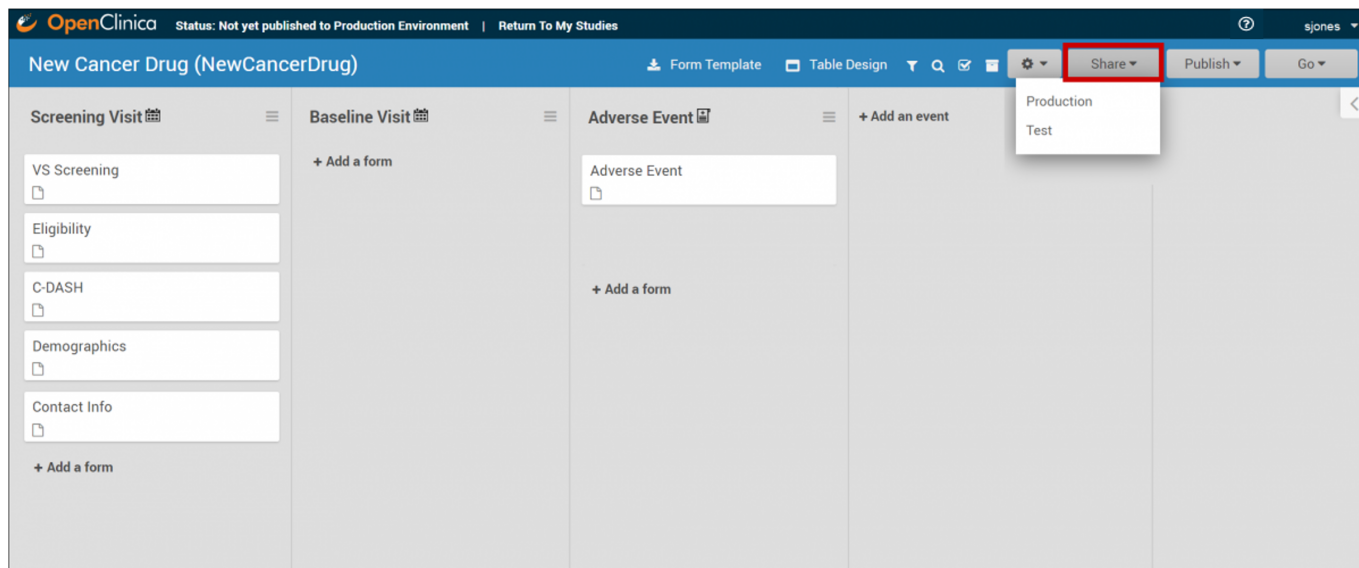 OpenClinica Status: Not yet published to Production Environment | Return To My Studies sjones
New Cancer Drug (NewCancerDrug) Form Template Table Design Share Publish Go
Production
Test
Screening Visit
VS Screening
Eligibility
C-DASH
Demographics
Contact Info
+ Add a form
Baseline Visit
+ Add a form
Adverse Event
Adverse Event
+ Add a form
+ Add an event